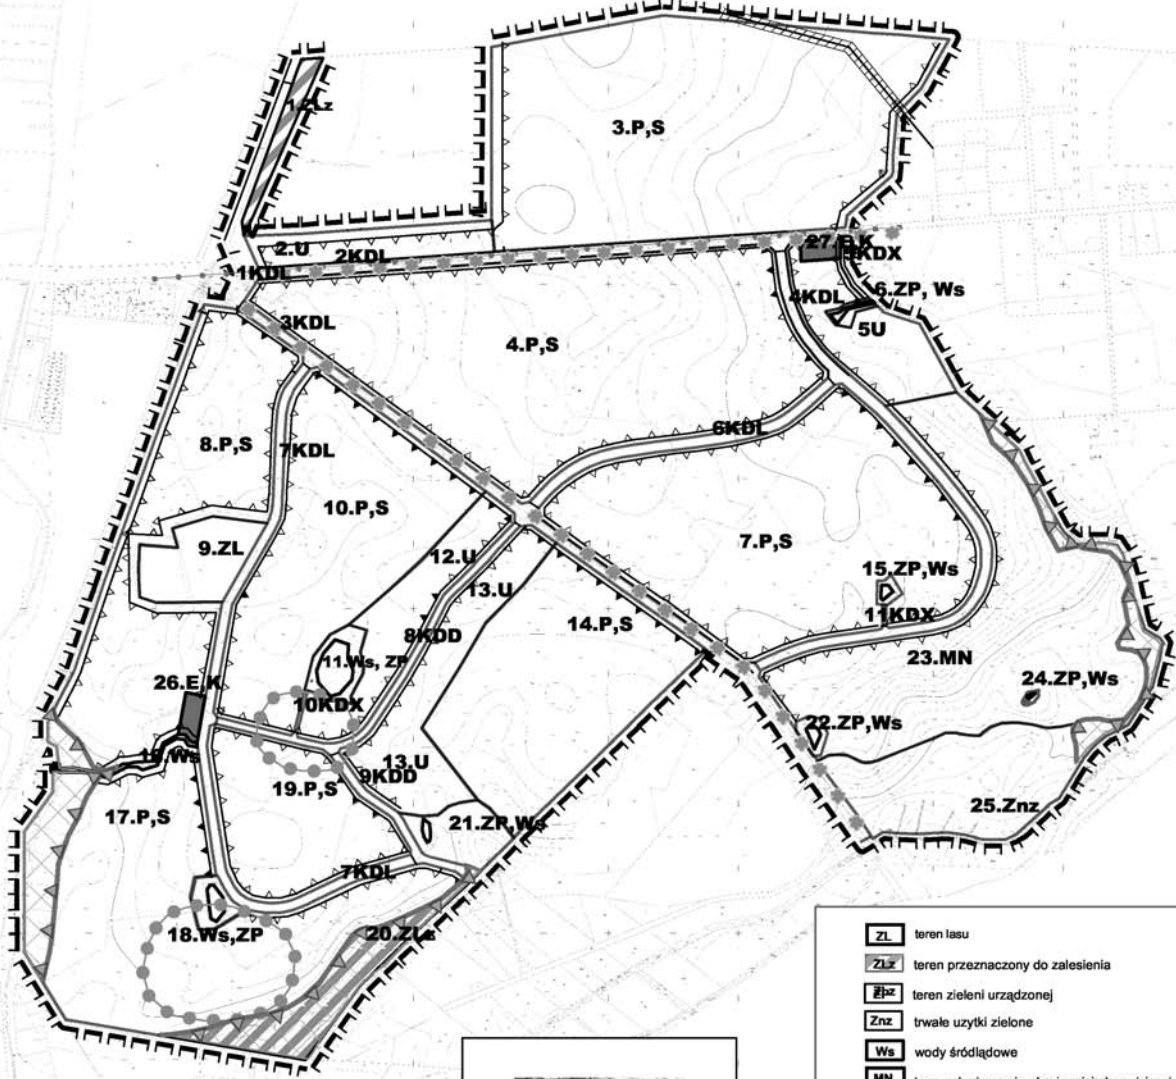 1.ZLz
3.P,S
2.U
2KDL
27.E,K
5KDX
1KDL
4KDL
6.ZP, Ws
3KDL
5U
4.P,S
6KDL
8.P,S
7KDL
10.P,S
9.ZL
12.U
7.P,S
13.U
15.ZP,Ws
11KDX
14.P,S
8KDD
11.Ws, ZP
23.MN
26.E,K
10KDX
24.ZP,Ws
22.ZP,Ws
13.U
9KDD
19.P,S
17.P,S
25.Znz
21.ZP,Ws
7KDL
18.Ws,ZP
20.ZLz
ZL teren lasu
ZLz teren przeznaczony do zalesienia
teren zieleni urządzonej
Znz trwałe uzytki zielone
Ws wody śródlądowe
MN